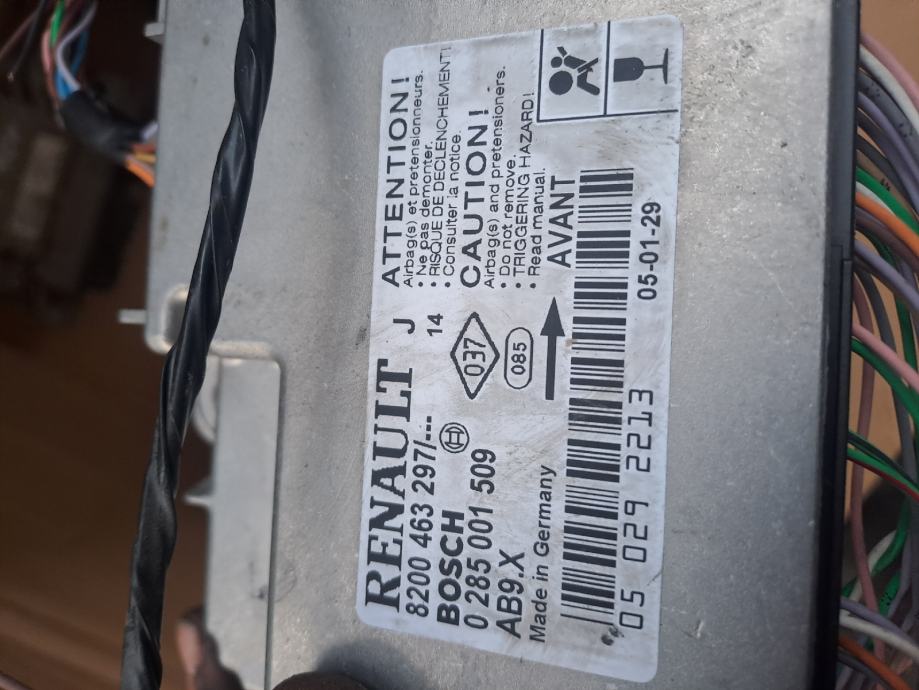 RENAULT J
8200 463 297/--- 14
BOSCH
0 285 001 509
AB9.X
Made in Germany
037
085
ATTENTION!
Airbag(s) et pretensionneurs.
• Ne pas demonter.
• RISQUE DE DECLENCHEMENT!
• Consulter la notice.
CAUTION!
Airbag(s) and pretensioners.
• Do not remove.
• TRIGGERING HAZARD!
• Read manual.
AVANT
05 029 2213
05-01-29